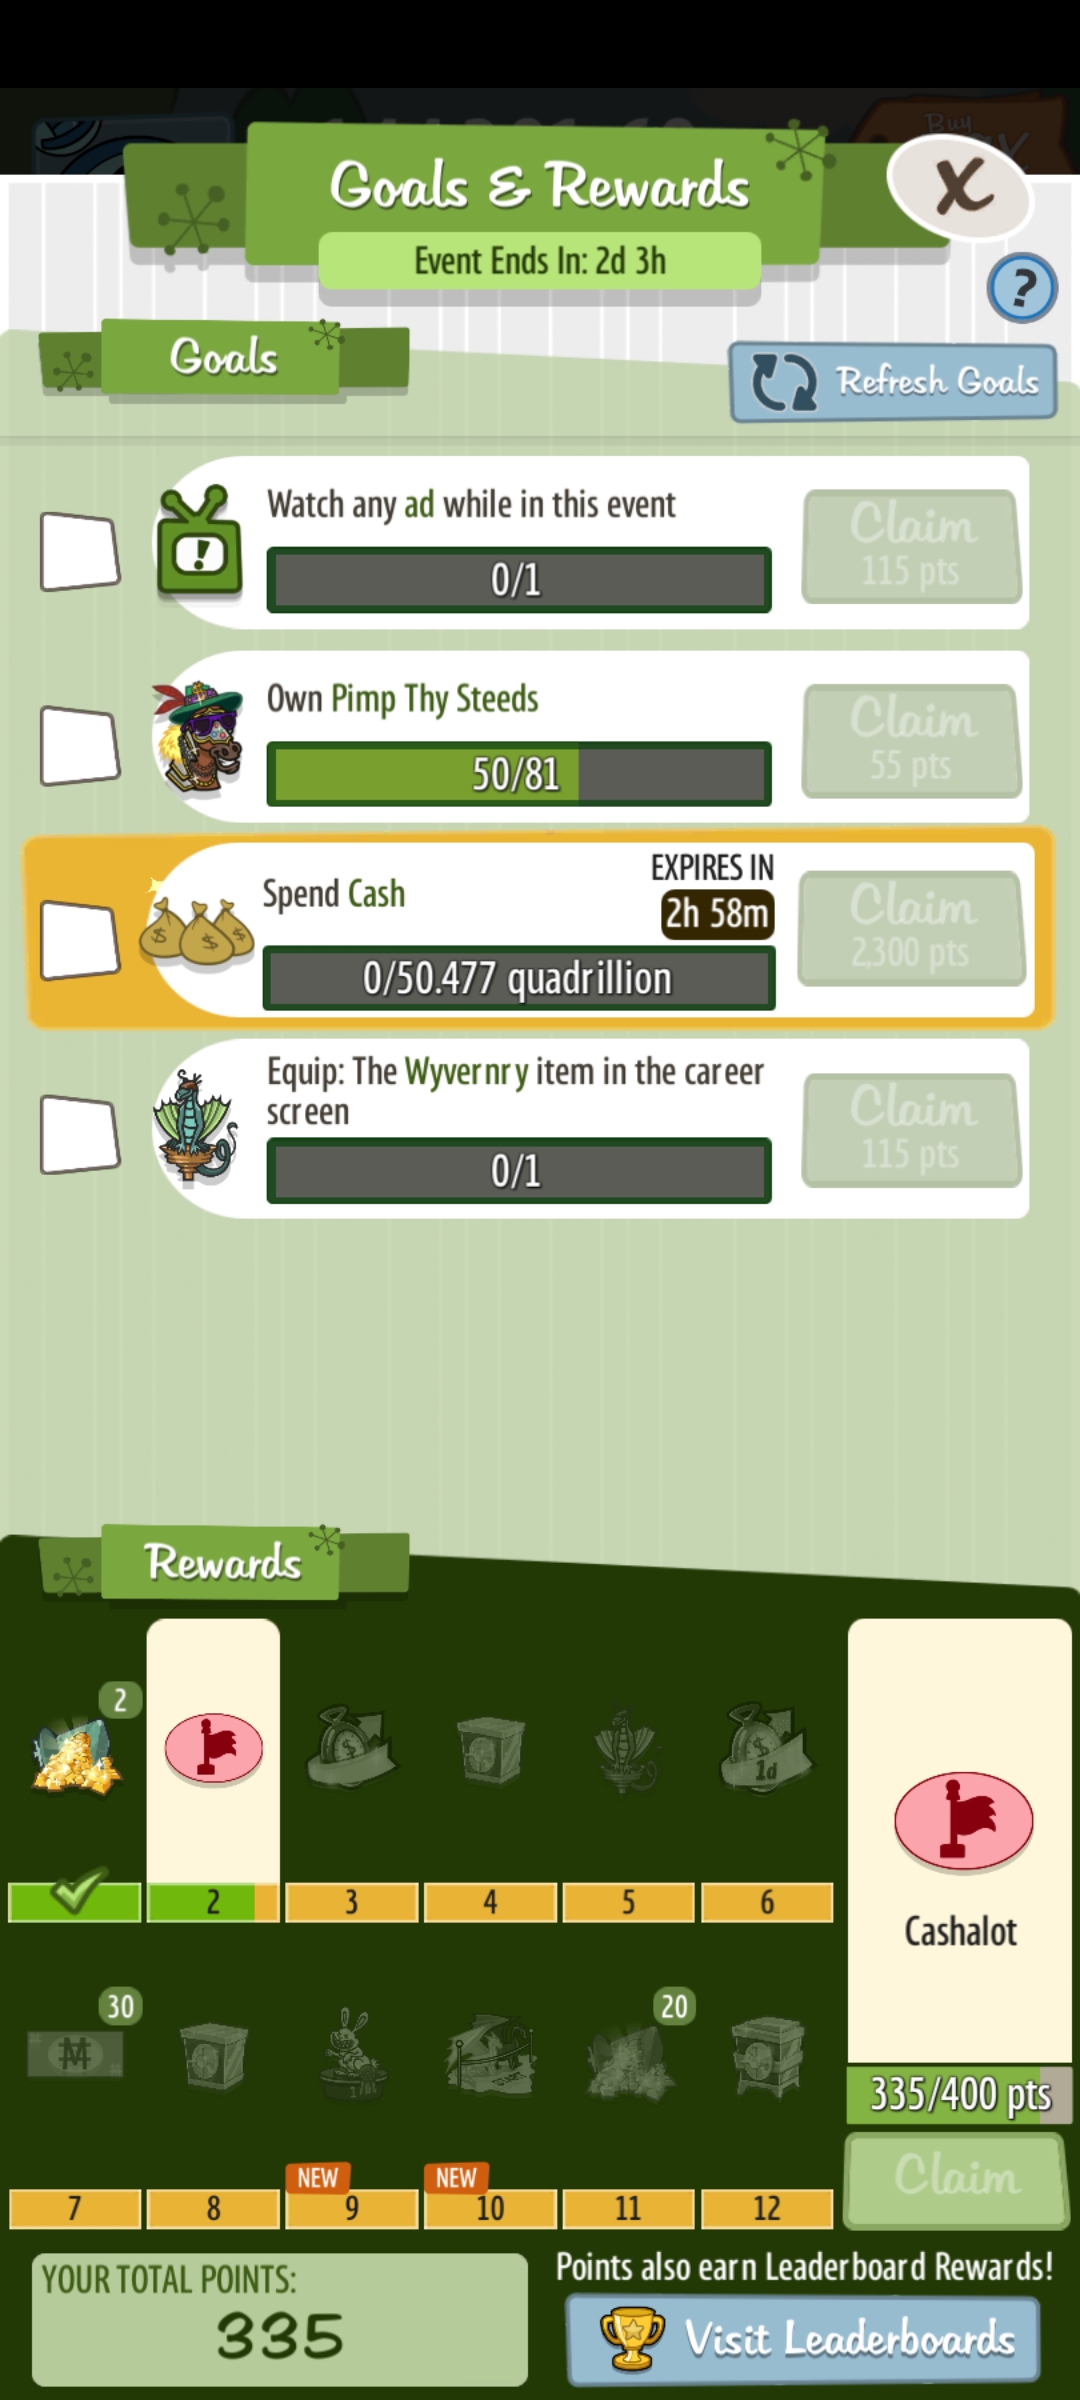 Buy
Goals & Rewards
X
Event Ends In: 2d 3h
?
Goals
Refresh Goals
Watch any ad while in this event
0/1
Claim
115 pts
Own Pimp Thy Steeds
50/81
Claim
55 pts
Spend Cash
EXPIRES IN
2h 58m
0/50.477 quadrillion
Claim
2,300 pts
Equip: The Wyvernry item in the career
screen
0/1
Claim
115 pts
Rewards
2
1d
2
3
4
5
6
Cashalot
30
20
335/400 pts
NEW
NEW
7
8
9
10
11
12
Claim
YOUR TOTAL POINTS:
335
Points also earn Leaderboard Rewards!
Visit Leaderboards